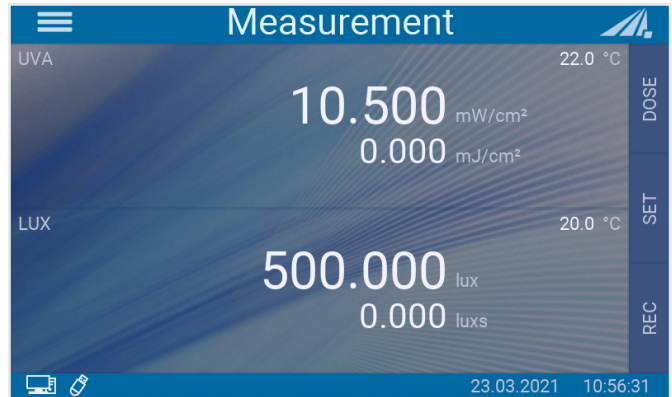 Measurement
UVA 22.0 °C
10.500 mW/cm²
0.000 mJ/cm²
LUX 20.0 °C
500.000 lux
0.000 luxs
DOSE
SET
REC
23.03.2021 10:56:31